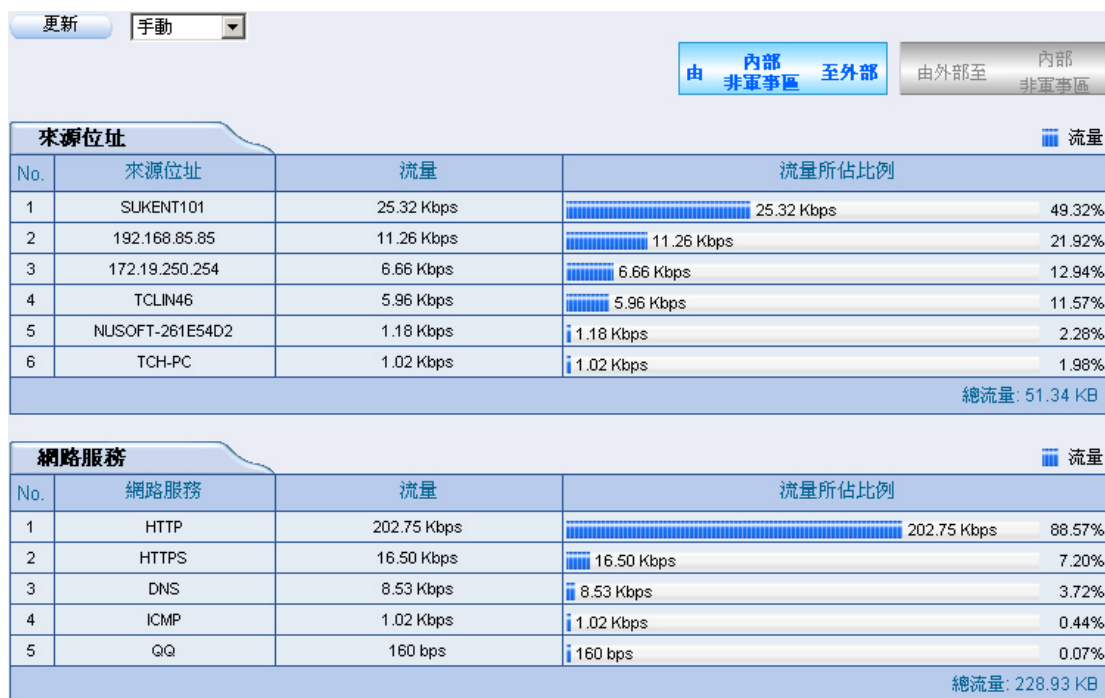 更新 手動
由 內部 非軍事區 至外部 由外部至 內部 非軍事區
來源位址 流量
No. 來源位址 流量 流量所佔比例
1 SUKENT101 25.32 Kbps 25.32 Kbps 49.32%
2 192.168.85.85 11.26 Kbps 11.26 Kbps 21.92%
3 172.19.250.254 6.66 Kbps 6.66 Kbps 12.94%
4 TCLIN46 5.96 Kbps 5.96 Kbps 11.57%
5 NUSOFT-261E54D2 1.18 Kbps 1.18 Kbps 2.28%
6 TCH-PC 1.02 Kbps 1.02 Kbps 1.98%
總流量: 51.34 KB
網路服務 流量
No. 網路服務 流量 流量所佔比例
1 HTTP 202.75 Kbps 202.75 Kbps 88.57%
2 HTTPS 16.50 Kbps 16.50 Kbps 7.20%
3 DNS 8.53 Kbps 8.53 Kbps 3.72%
4 ICMP 1.02 Kbps 1.02 Kbps 0.44%
5 QQ 160 bps 160 bps 0.07%
總流量: 228.93 KB